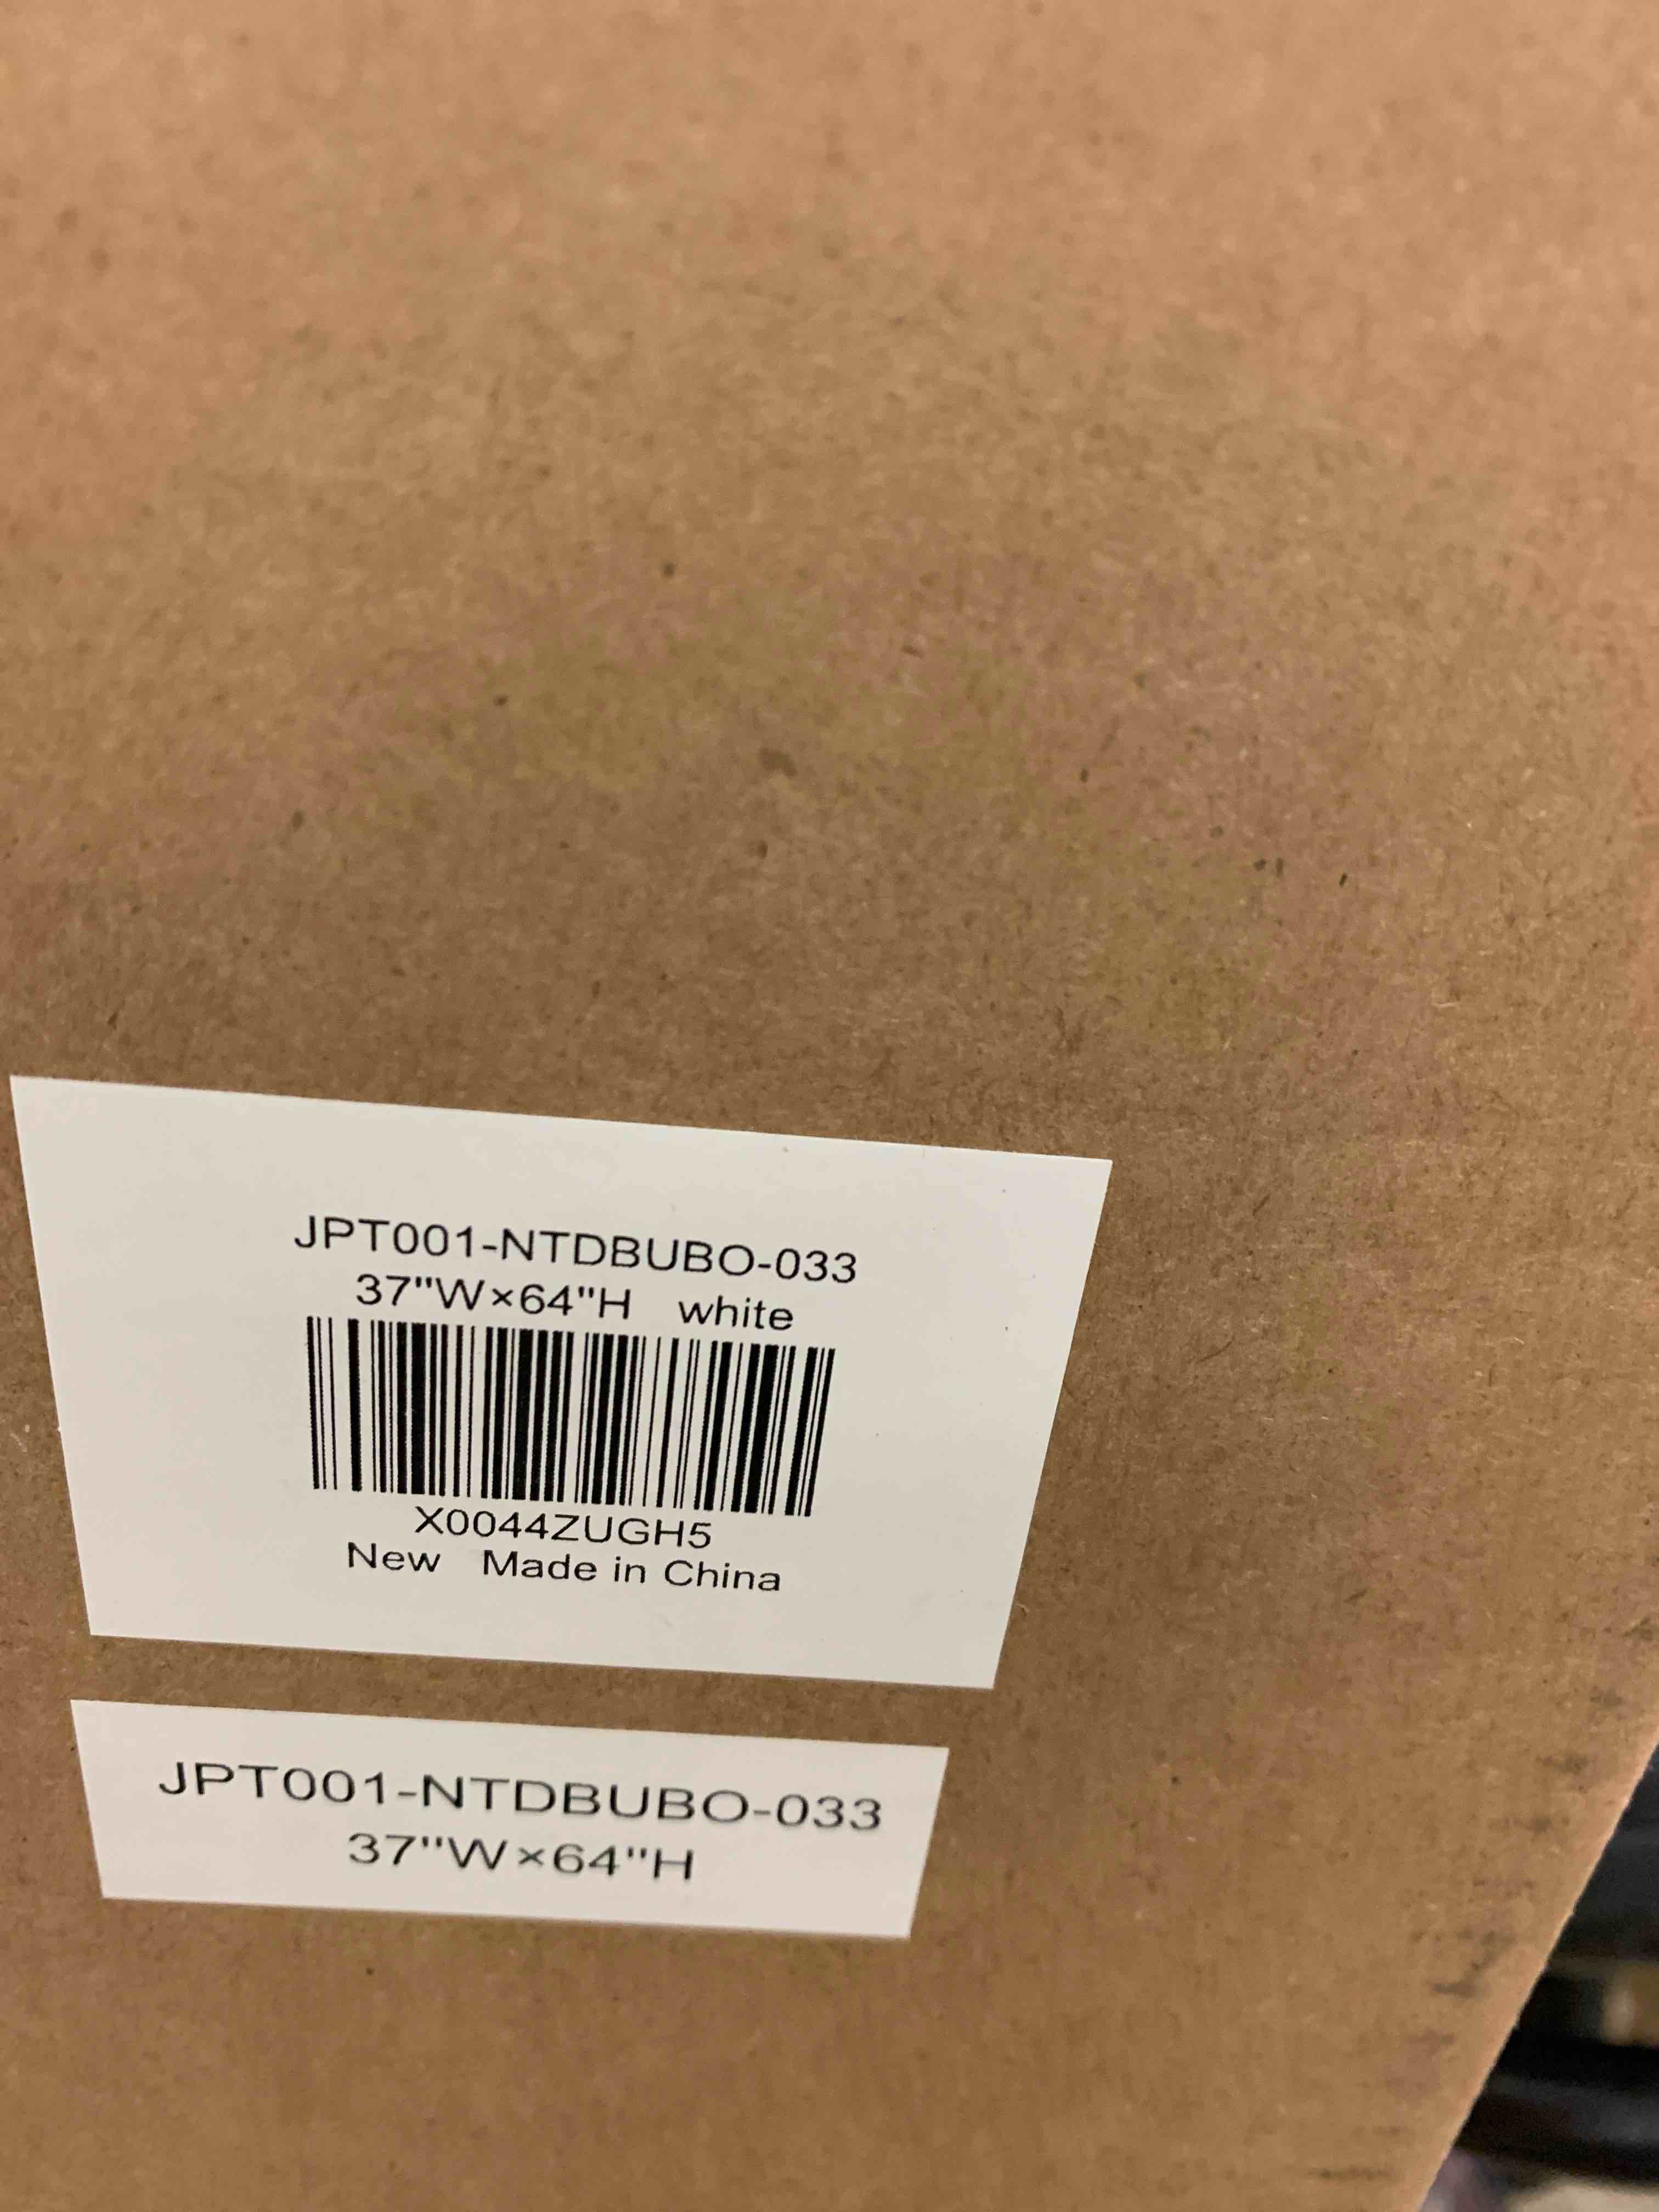 JPT001-NTDBUBO-033
37"W×64"H white
X0044ZUGH5
New Made in China
JPT001-NTDBUBO-033
37"W×64"H